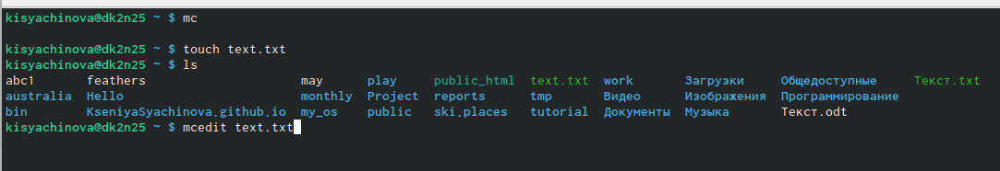 kisyachinova@dk2n25 ~ $ mc
kisyachinova@dk2n25 ~ $ touch text.txt
kisyachinova@dk2n25 ~ $ ls
abc1 feathers may play public_html text.txt work Загрузки Общедоступные Текст.txt
australia Hello monthly Project reports tmp Видео Изображения Программирование
bin KseniyaSyachinova.github.io my_os public ski.places tutorial Документы Музыка Текст.odt
kisyachinova@dk2n25 ~ $ mcedit text.txt